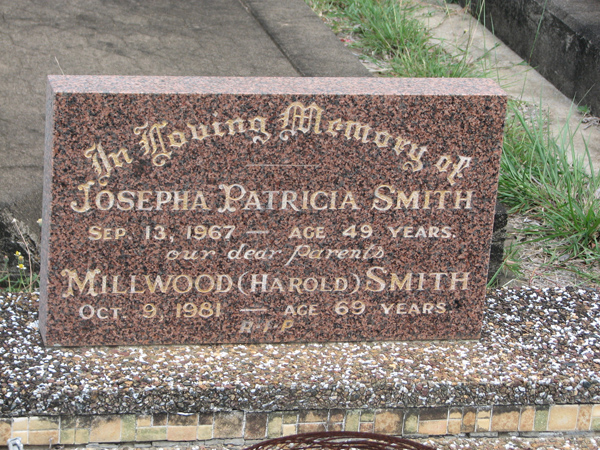 In Loving Memory of
JOSEPHA PATRICIA SMITH
SEP. 13, 1967 — AGE 49 YEARS.
our dear parents
MILLWOOD (HAROLD) SMITH
OCT. 9, 1981 — AGE 69 YEARS.
R.I.P.